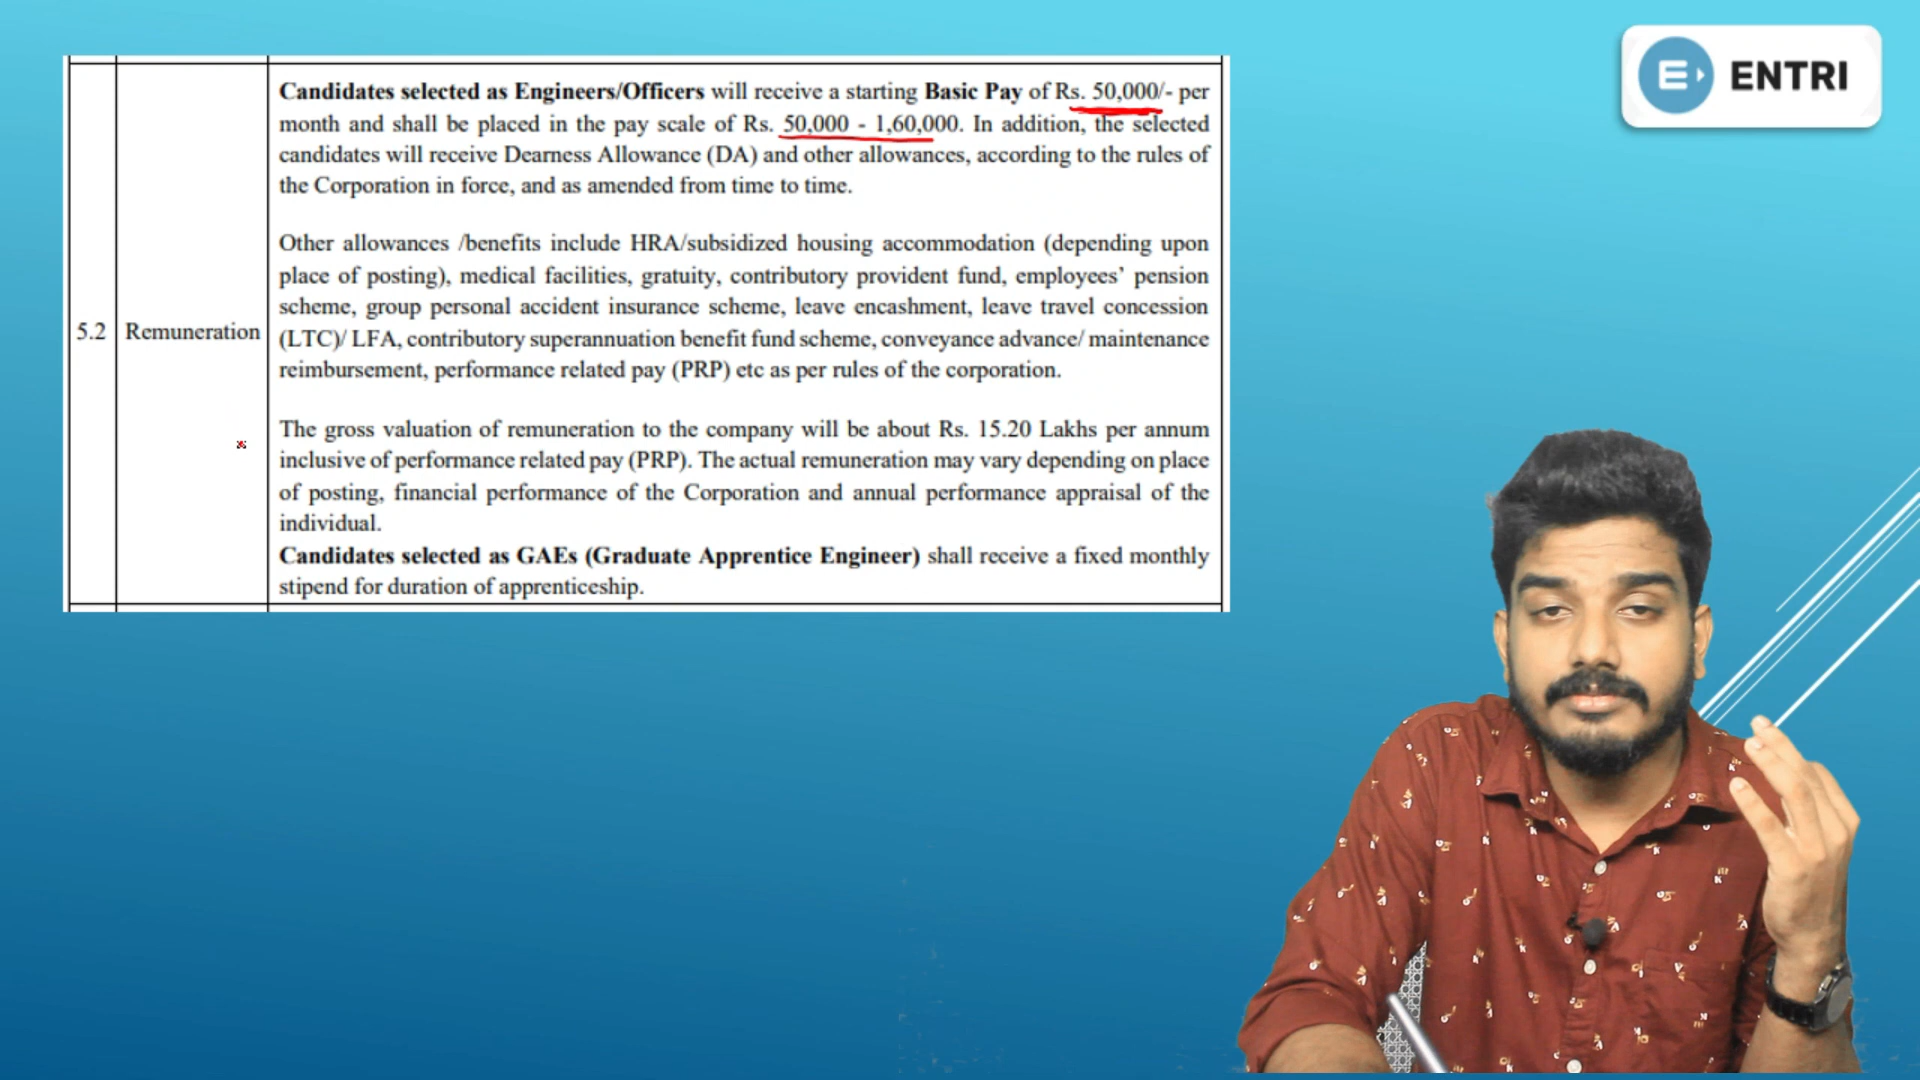 ENTRI
Candidates selected as Engineers/Officers will receive a starting Basic Pay of Rs. 50,000/- per
month and shall be placed in the pay scale of Rs. 50,000 - 1,60,000. In addition, the selected
candidates will receive Dearness Allowance (DA) and other allowances, according to the rules of
the Corporation in force, and as amended from time to time.
Other allowances /benefits include HRA/subsidized housing accommodation (depending upon
place of posting), medical facilities, gratuity, contributory provident fund, employees’ pension
scheme, group personal accident insurance scheme, leave encashment, leave travel concession
5.2 Remuneration
(LTC)/ LFA, contributory superannuation benefit fund scheme, conveyance advance/ maintenance
reimbursement, performance related pay (PRP) etc as per rules of the corporation.
The gross valuation of remuneration to the company will be about Rs. 15.20 Lakhs per annum
inclusive of performance related pay (PRP). The actual remuneration may vary depending on place
of posting, financial performance of the Corporation and annual performance appraisal of the
individual.
Candidates selected as GAEs (Graduate Apprentice Engineer) shall receive a fixed monthly
stipend for duration of apprenticeship.